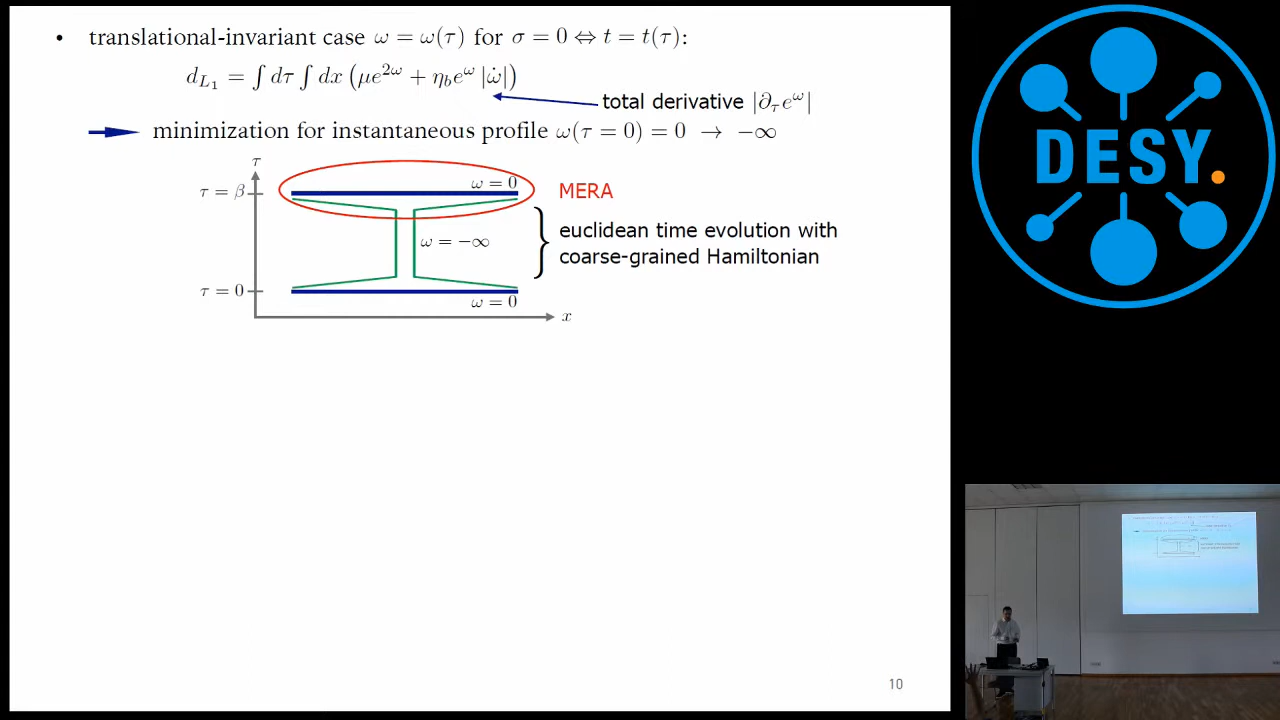 • translational-invariant case ω = ω(τ) for σ = 0 ⇔ t = t(τ):
d_{L_1} = ∫ dτ ∫ dx (μe^{2ω} + η_b e^ω |ω̇|)
total derivative |∂_τ e^ω|
minimization for instantaneous profile ω(τ = 0) = 0 → −∞
τ
τ = β
ω = 0
MERA
ω = −∞
euclidean time evolution with
coarse-grained Hamiltonian
τ = 0
ω = 0
x
10
DESY.